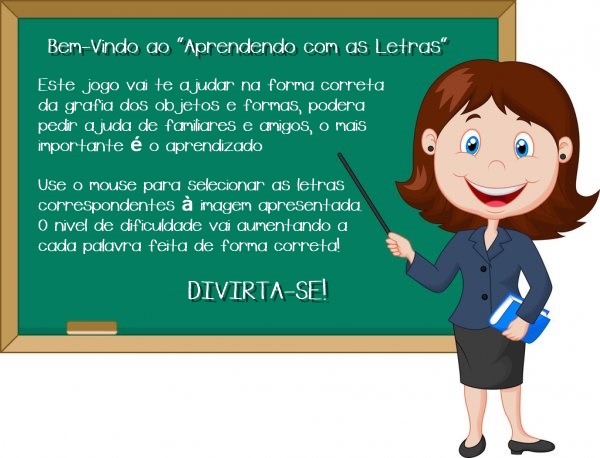 Bem-Vindo ao "Aprendendo com as Letras"
Este jogo vai te ajudar na forma correta
da grafia dos objetos e formas, podera
pedir ajuda de familiares e amigos, o mais
importante é o aprendizado
Use o mouse para selecionar as letras
correspondentes à imagem apresentada.
O nivel de dificuldade vai aumentando a
cada palavra feita de forma correta!
DIVIRTA-SE!